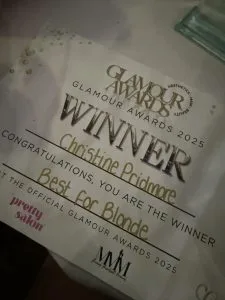 GLAMOUR
AWARDS
GLAMOUR AWARDS 2025
WINNER
Christine Pridmore
CONGRATULATIONS, YOU ARE THE WINNER
Best For Blonde
THE OFFICIAL GLAMOUR AWARDS 2025
pretty
salon
MMM